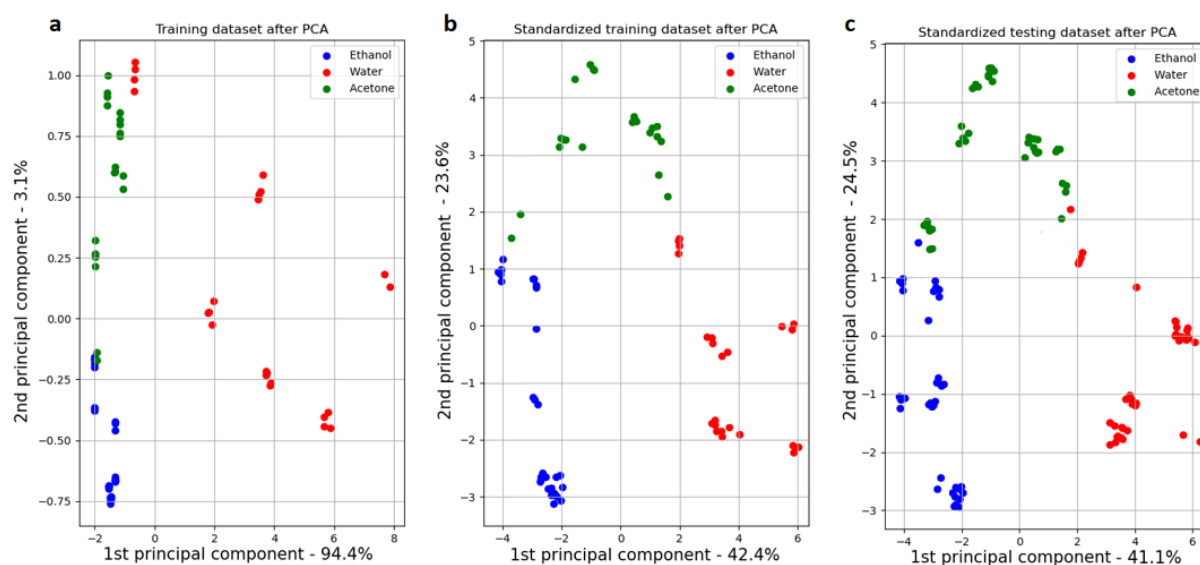 a
Training dataset after PCA
Ethanol
Water
Acetone
1.00
0.75
0.50
0.25
0.00
−0.25
−0.50
−0.75
2nd principal component - 3.1%
−2
0
2
4
6
8
1st principal component - 94.4%
b
Standardized training dataset after PCA
Ethanol
Water
Acetone
5
4
3
2
1
0
−1
−2
−3
2nd principal component - 23.6%
−4
−2
0
2
4
6
1st principal component - 42.4%
c
Standardized testing dataset after PCA
Ethanol
Water
Acetone
5
4
3
2
1
0
−1
−2
−3
2nd principal component - 24.5%
−4
−2
0
2
4
6
1st principal component - 41.1%